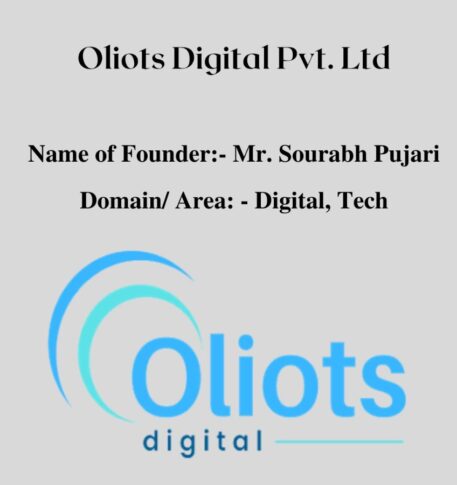 Oliots Digital Pvt. Ltd
Name of Founder:- Mr. Sourabh Pujari
Domain/ Area: - Digital, Tech
Oliots
digital